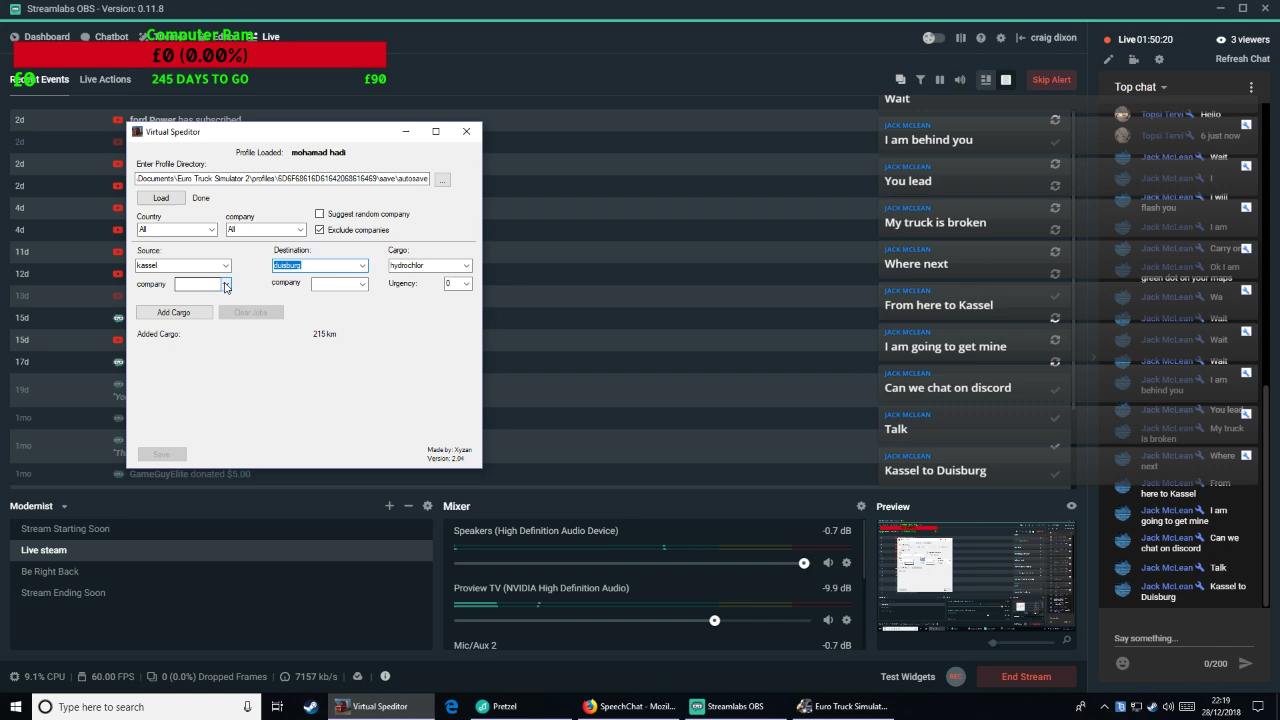 Streamlabs OBS - Version: 0.11.8
Dashboard
Chatbot
Live
craig dixon
Computer Ram
£0 (0.00%)
£0
245 DAYS TO GO
£90
Recent Events
Live Actions
Skip Alert
Live 01:50:20
3 viewers
Refresh Chat
Top chat
2d ford Power has subscribed
2d
2d
2d
4d
4d
11d
12d
13d
15d
15d
17d
19d
1mo
1mo
1mo GameGuyElite donated $5.00
Virtual Speditor
Profile Loaded: mohamad hadi
Enter Profile Directory:
.Documents\Euro Truck Simulator 2\profiles\6D6F68616D61642068616469\save\autosave
...
Load Done
Country company
All All
Suggest random company
Exclude companies
Source: Destination: Cargo:
kassel duisburg hydrochlor
company company Urgency: 0
Add Cargo Clear Jobs
Added Cargo: 215 km
Save
Made by: Xyzan
Version: 2.04
Wait
JACK MCLEAN
I am behind you
JACK MCLEAN
You lead
JACK MCLEAN
My truck is broken
JACK MCLEAN
Where next
JACK MCLEAN
From here to Kassel
JACK MCLEAN
I am going to get mine
JACK MCLEAN
Can we chat on discord
JACK MCLEAN
Talk
JACK MCLEAN
Kassel to Duisburg
Topsi Tervi Hello
Topsi Tervi 6 just now
Jack McLean Wait
Jack McLean I
Jack McLean I will
flash you
Jack McLean I am
Jack McLean Carry on
Jack McLean Ok I am
green dot on your maps
Jack McLean Wa
Jack McLean Wait
Jack McLean Wait
Jack McLean Wait
Jack McLean I am
behind you
Jack McLean You lead
Jack McLean My truck
is broken
Jack McLean Where
next
Jack McLean From
here to Kassel
Jack McLean I am
going to get mine
Jack McLean Can we
chat on discord
Jack McLean Talk
Jack McLean Kassel to
Duisburg
Say something...
0/200
Modernist
Stream Starting Soon
Live steam
Be Right Back
Stream Ending Soon
Mixer
Speakers (High Definition Audio Device) -0.7 dB
Proview TV (NVIDIA High Definition Audio) -9.9 dB
Mic/Aux 2 -0.7 dB
Preview
9.1% CPU
60.00 FPS
0 (0.0%) Dropped Frames
7157 kb/s
Test Widgets
REC
End Stream
Type here to search
Virtual Speditor
Pretzel
SpeechChat - Mozil...
Streamlabs OBS
Euro Truck Simulat...
22:19
28/12/2018